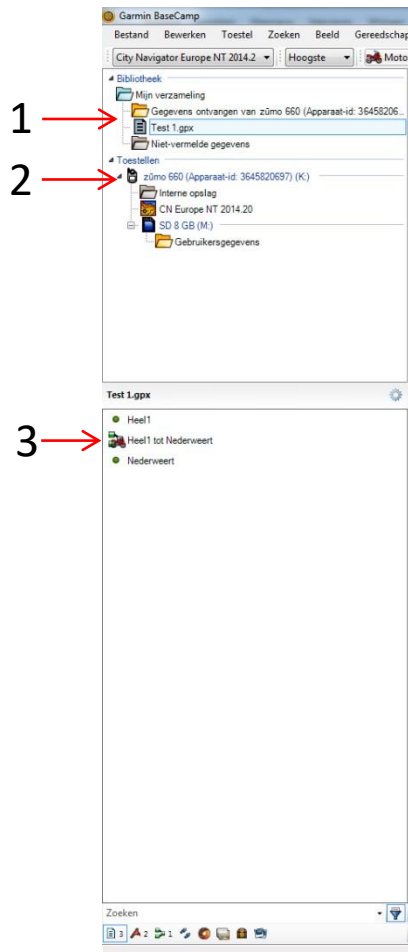 Garmin BaseCamp
Bestand Bewerken Toestel Zoeken Beeld Gereedschap
City Navigator Europe NT 2014.2 Hoogste Moto
Bibliotheek
Mijn verzameling
1 Gegevens ontvangen van zūmo 660 (Apparaat-id: 36458206...
Test 1.gpx
Niet-vermelde gegevens
Toestellen
2 zūmo 660 (Apparaat-id: 3645820697) (K:)
Interne opslag
CN Europe NT 2014.20
SD 8 GB (M:)
Gebruikersgegevens
Test 1.gpx
Heel1
3 Heel1 tot Nederweert
Nederweert
Zoeken
3 2 1